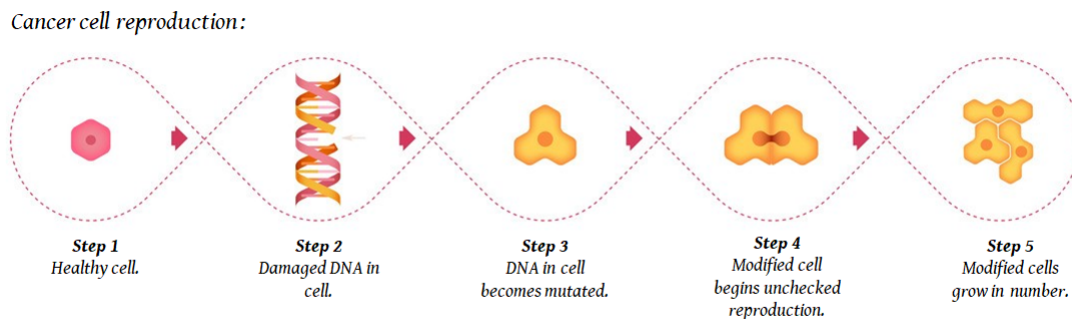 Cancer cell reproduction:
Step 1
Healthy cell.
Step 2
Damaged DNA in
cell.
Step 3
DNA in cell
becomes mutated.
Step 4
Modified cell
begins unchecked
reproduction.
Step 5
Modified cells
grow in number.